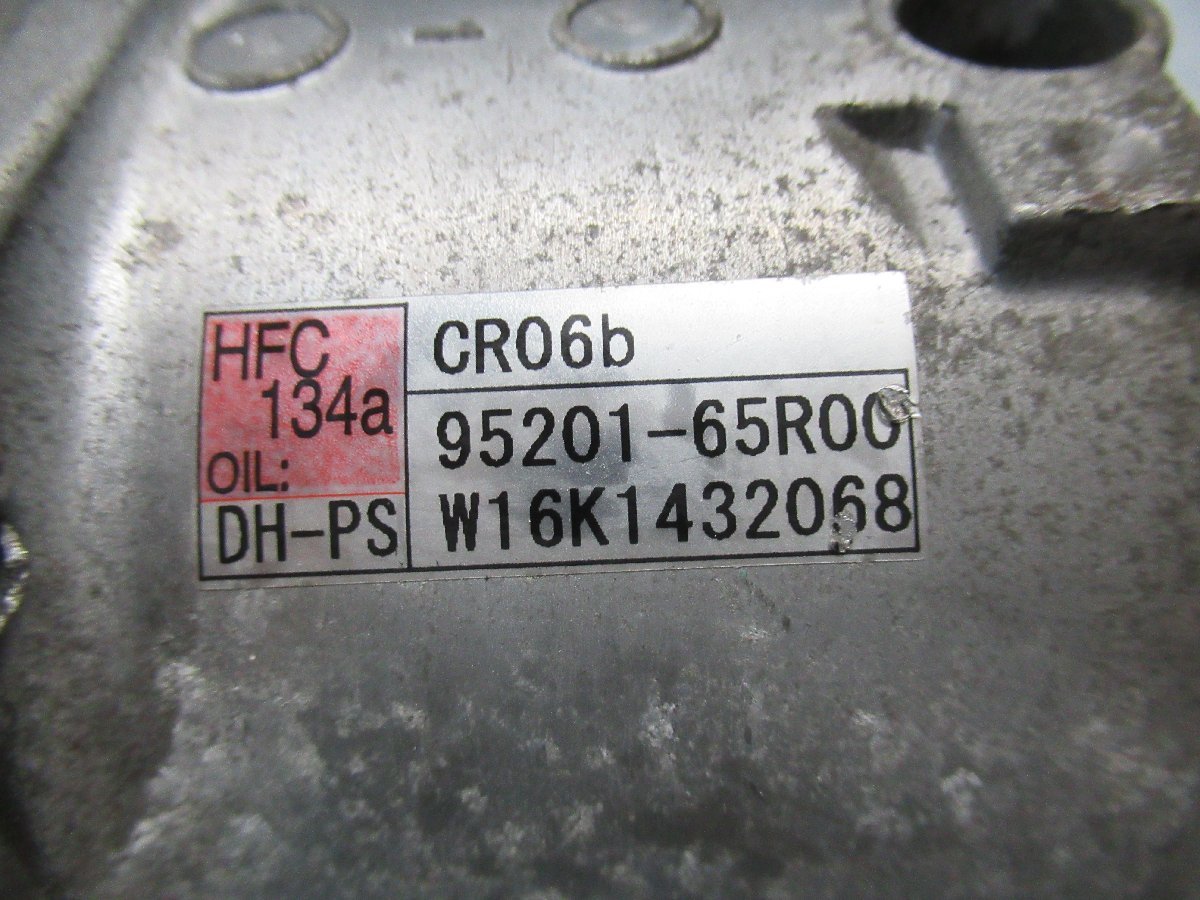 HFC
134a
OIL:
DH-PS
CR06b
95201-65R00
W16K1432068